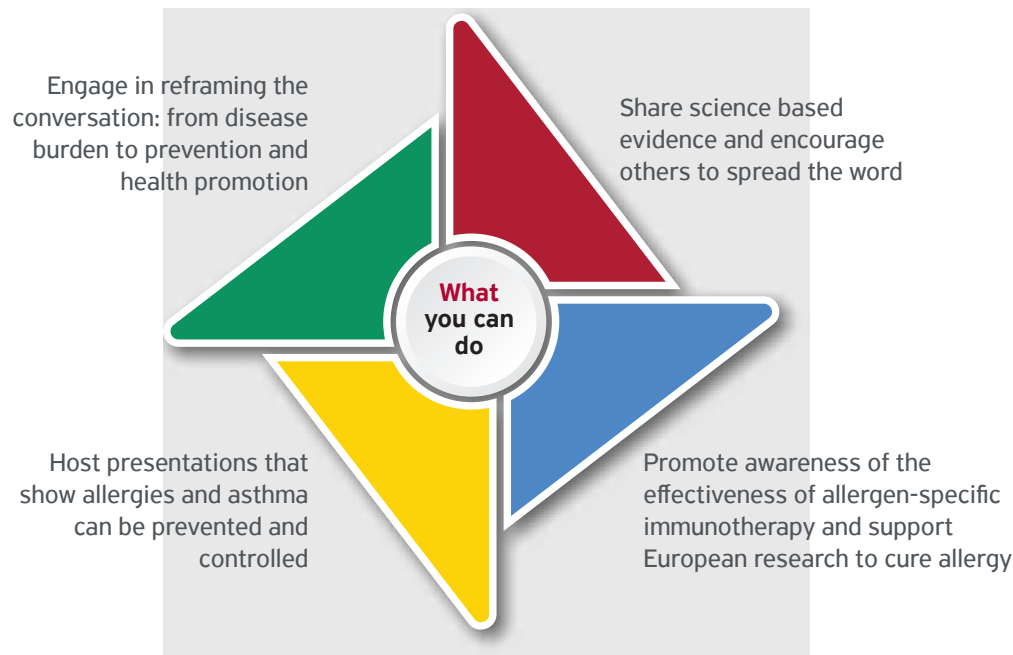 Engage in reframing the
conversation: from disease
burden to prevention and
health promotion
Share science based
evidence and encourage
others to spread the word
What
you can
do
Host presentations that
show allergies and asthma
can be prevented and
controlled
Promote awareness of the
effectiveness of allergen-specific
immunotherapy and support
European research to cure allergy